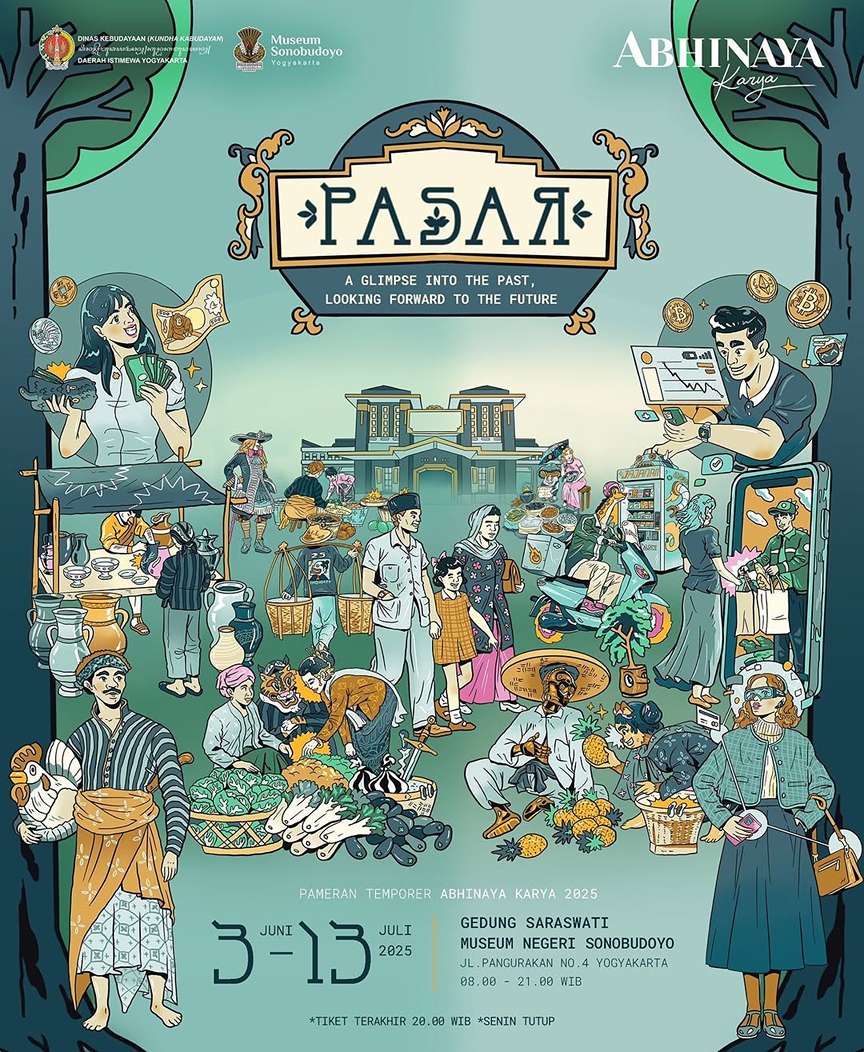 DINAS KEBUDAYAAN (KUNDHA KABUDAYAN)
DAERAH ISTIMEWA YOGYAKARTA
Museum
Sonobudoyo
Yogyakarta
ABHINAYA
Karya
PASAR
A GLIMPSE INTO THE PAST,
LOOKING FORWARD TO THE FUTURE
JAJANAN
PAMERAN TEMPORER ABHINAYA KARYA 2025
3 JUNI – 13 JULI
2025
GEDUNG SARASWATI
MUSEUM NEGERI SONOBUDOYO
JL.PANGURAKAN NO.4 YOGYAKARTA
08.00 - 21.00 WIB
*TIKET TERAKHIR 20.00 WIB *SENIN TUTUP